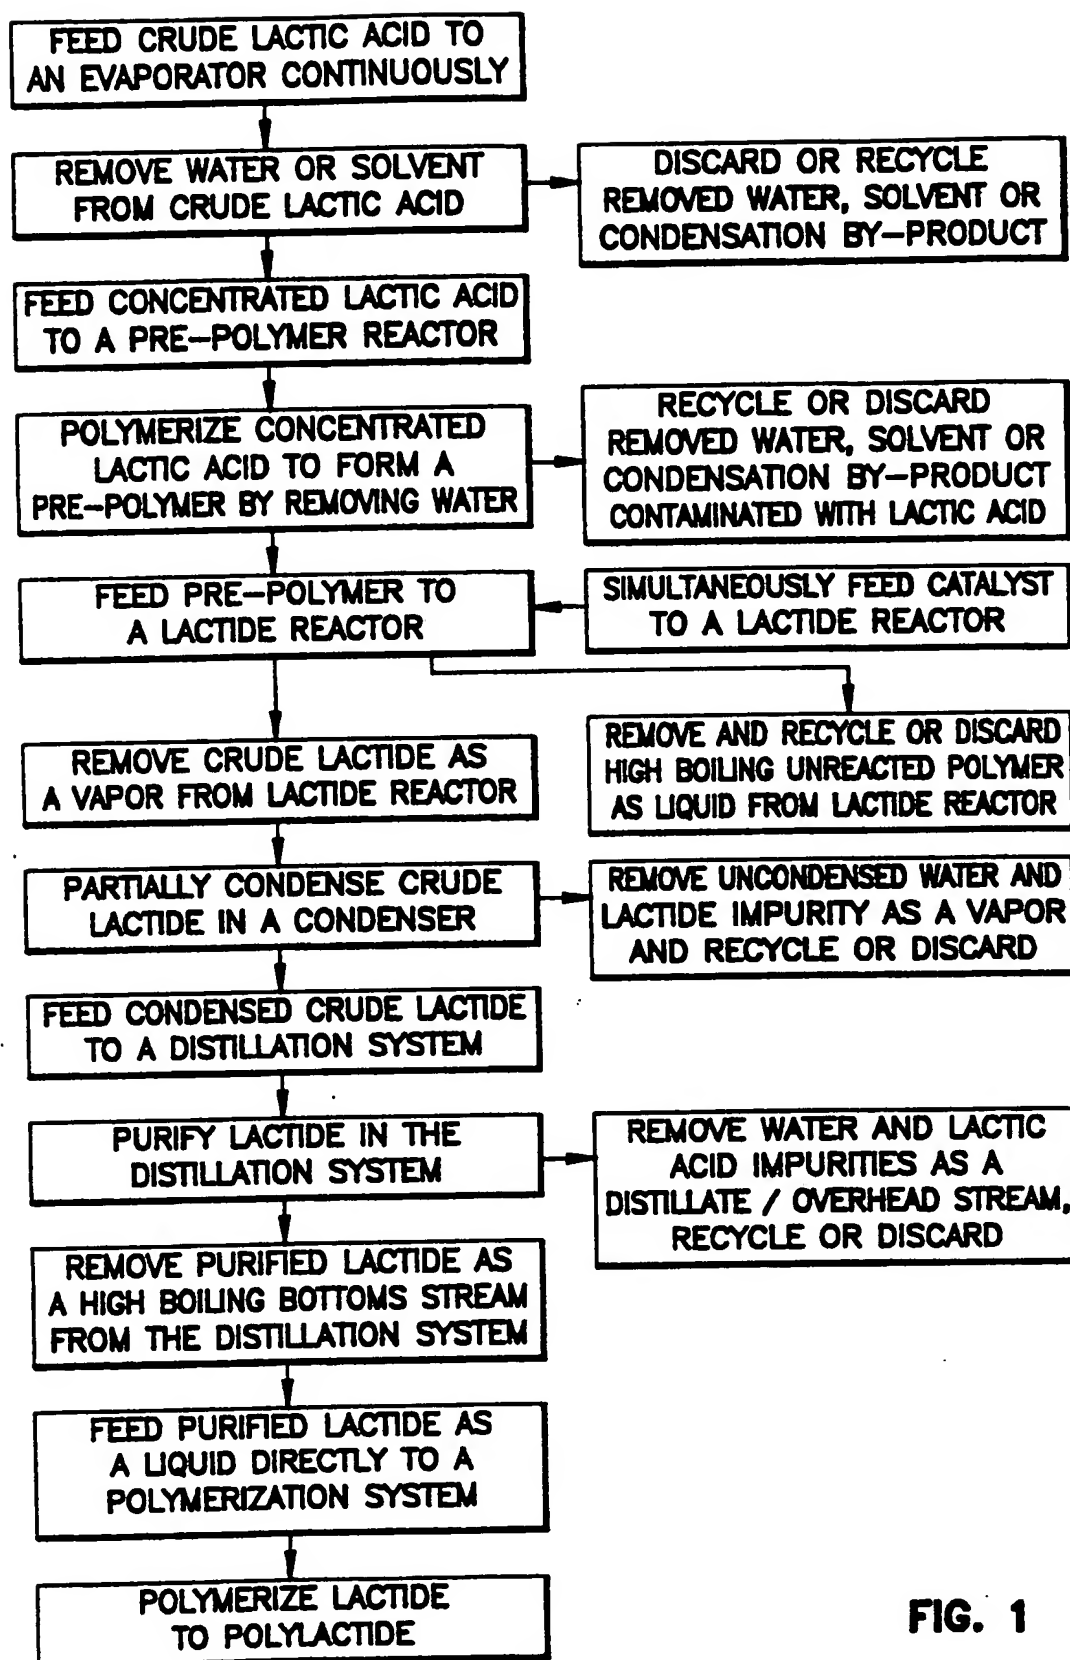 FEED CRUDE LACTIC ACID TO
AN EVAPORATOR CONTINUOUSLY
REMOVE WATER OR SOLVENT
FROM CRUDE LACTIC ACID
DISCARD OR RECYCLE
REMOVED WATER, SOLVENT OR
CONDENSATION BY-PRODUCT
FEED CONCENTRATED LACTIC ACID
TO A PRE-POLYMER REACTOR
POLYMERIZE CONCENTRATED
LACTIC ACID TO FORM A
PRE-POLYMER BY REMOVING WATER
RECYCLE OR DISCARD
REMOVED WATER, SOLVENT OR
CONDENSATION BY-PRODUCT
CONTAMINATED WITH LACTIC ACID
FEED PRE-POLYMER TO
A LACTIDE REACTOR
SIMULTANEOUSLY FEED CATALYST
TO A LACTIDE REACTOR
REMOVE CRUDE LACTIDE AS
A VAPOR FROM LACTIDE REACTOR
REMOVE AND RECYCLE OR DISCARD
HIGH BOILING UNREACTED POLYMER
AS LIQUID FROM LACTIDE REACTOR
PARTIALLY CONDENSE CRUDE
LACTIDE IN A CONDENSER
REMOVE UNCONDENSED WATER AND
LACTIDE IMPURITY AS A VAPOR
AND RECYCLE OR DISCARD
FEED CONDENSED CRUDE LACTIDE
TO A DISTILLATION SYSTEM
PURIFY LACTIDE IN THE
DISTILLATION SYSTEM
REMOVE WATER AND LACTIC
ACID IMPURITIES AS A
DISTILLATE / OVERHEAD STREAM,
RECYCLE OR DISCARD
REMOVE PURIFIED LACTIDE AS
A HIGH BOILING BOTTOMS STREAM
FROM THE DISTILLATION SYSTEM
FEED PURIFIED LACTIDE AS
A LIQUID DIRECTLY TO A
POLYMERIZATION SYSTEM
POLYMERIZE LACTIDE
TO POLYLACTIDE
FIG. 1